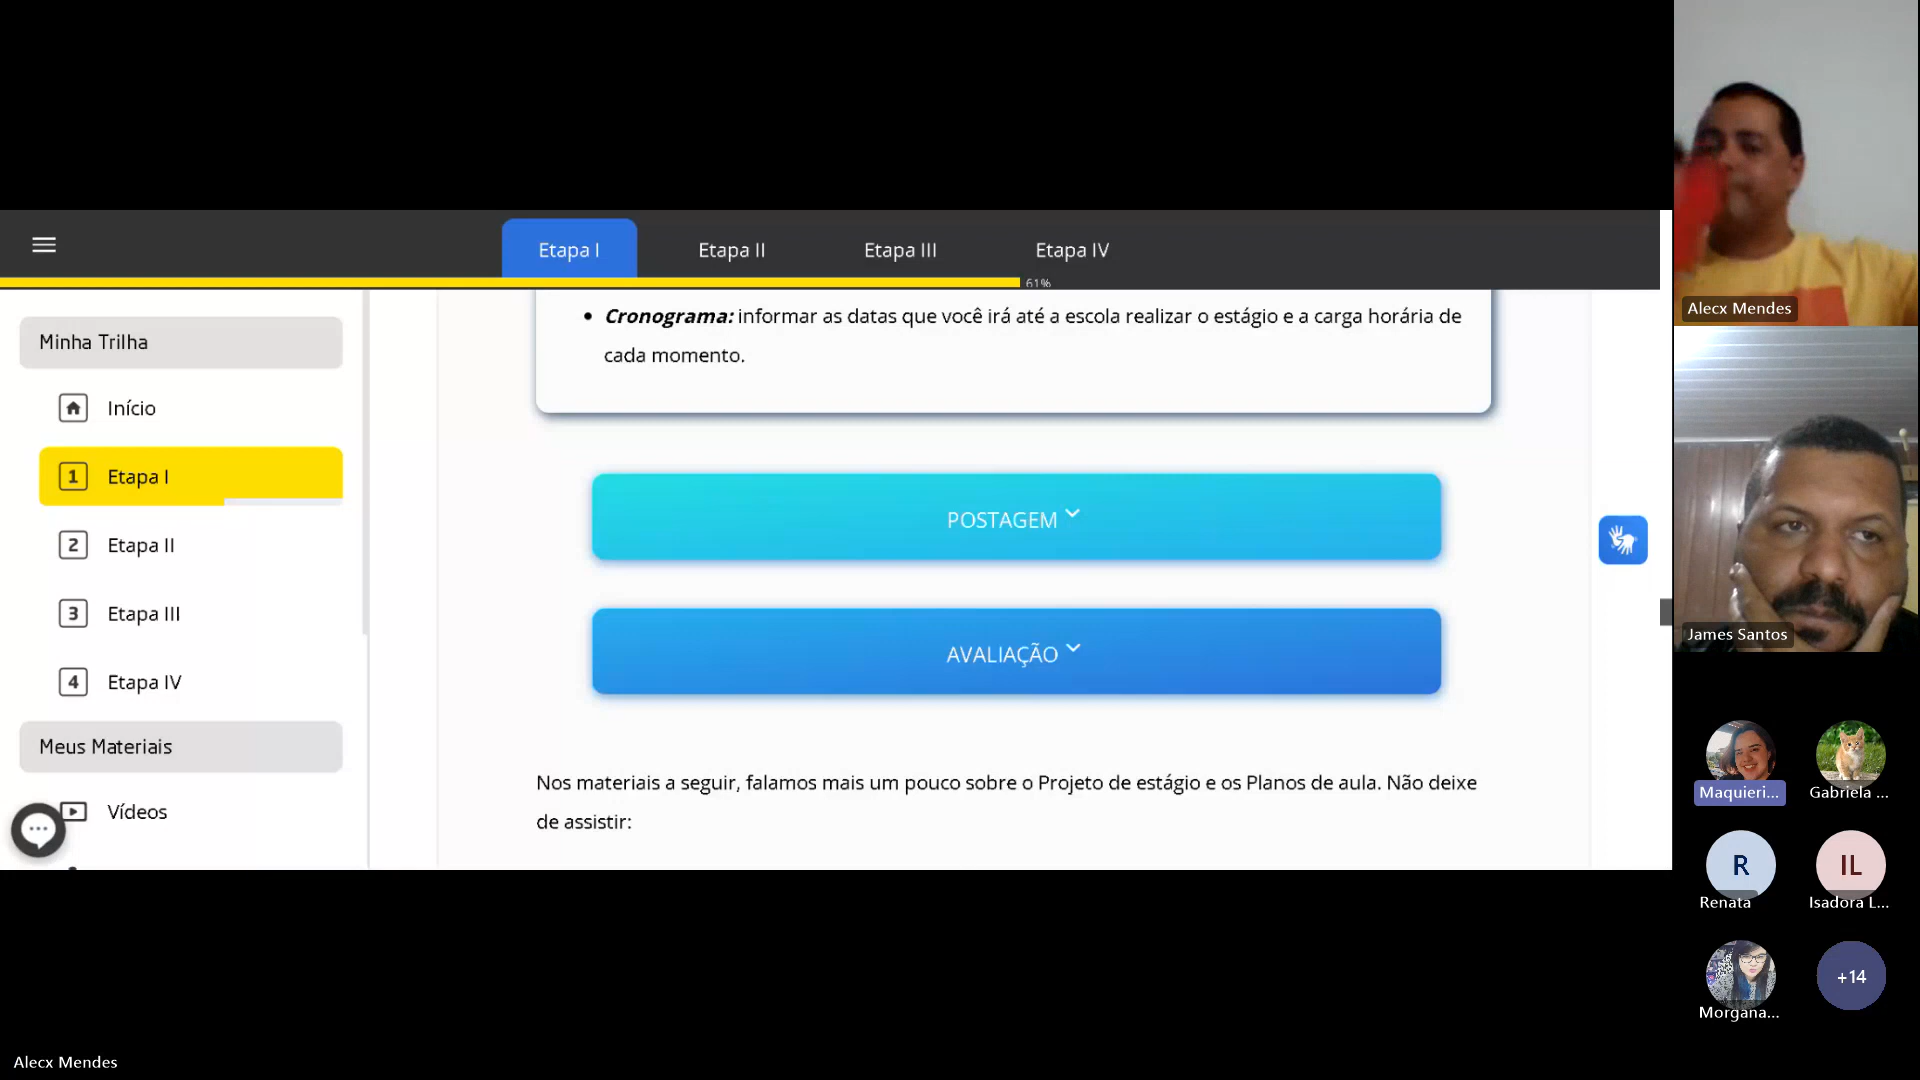 Etapa I
Etapa II
Etapa III
Etapa IV
61%
Minha Trilha
Início
1 Etapa I
2 Etapa II
3 Etapa III
4 Etapa IV
Meus Materiais
Vídeos
Cronograma: informar as datas que você irá até a escola realizar o estágio e a carga horária de
cada momento.
POSTAGEM
AVALIAÇÃO
Nos materiais a seguir, falamos mais um pouco sobre o Projeto de estágio e os Planos de aula. Não deixe
de assistir:
Alecx Mendes
James Santos
Maquieri...
Gabriela ...
R
IL
Renata
Isadora L...
Morgana...
+14
Alecx Mendes